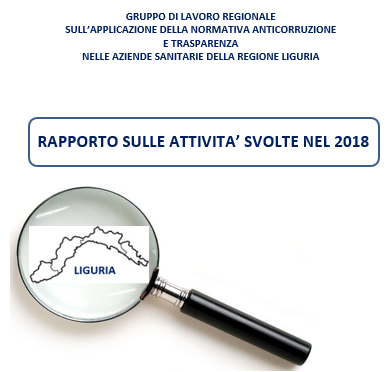 GRUPPO DI LAVORO REGIONALE
SULL'APPLICAZIONE DELLA NORMATIVA ANTICORRUZIONE
E TRASPARENZA
NELLE AZIENDE SANITARIE DELLA REGIONE LIGURIA
RAPPORTO SULLE ATTIVITA' SVOLTE NEL 2018
LIGURIA